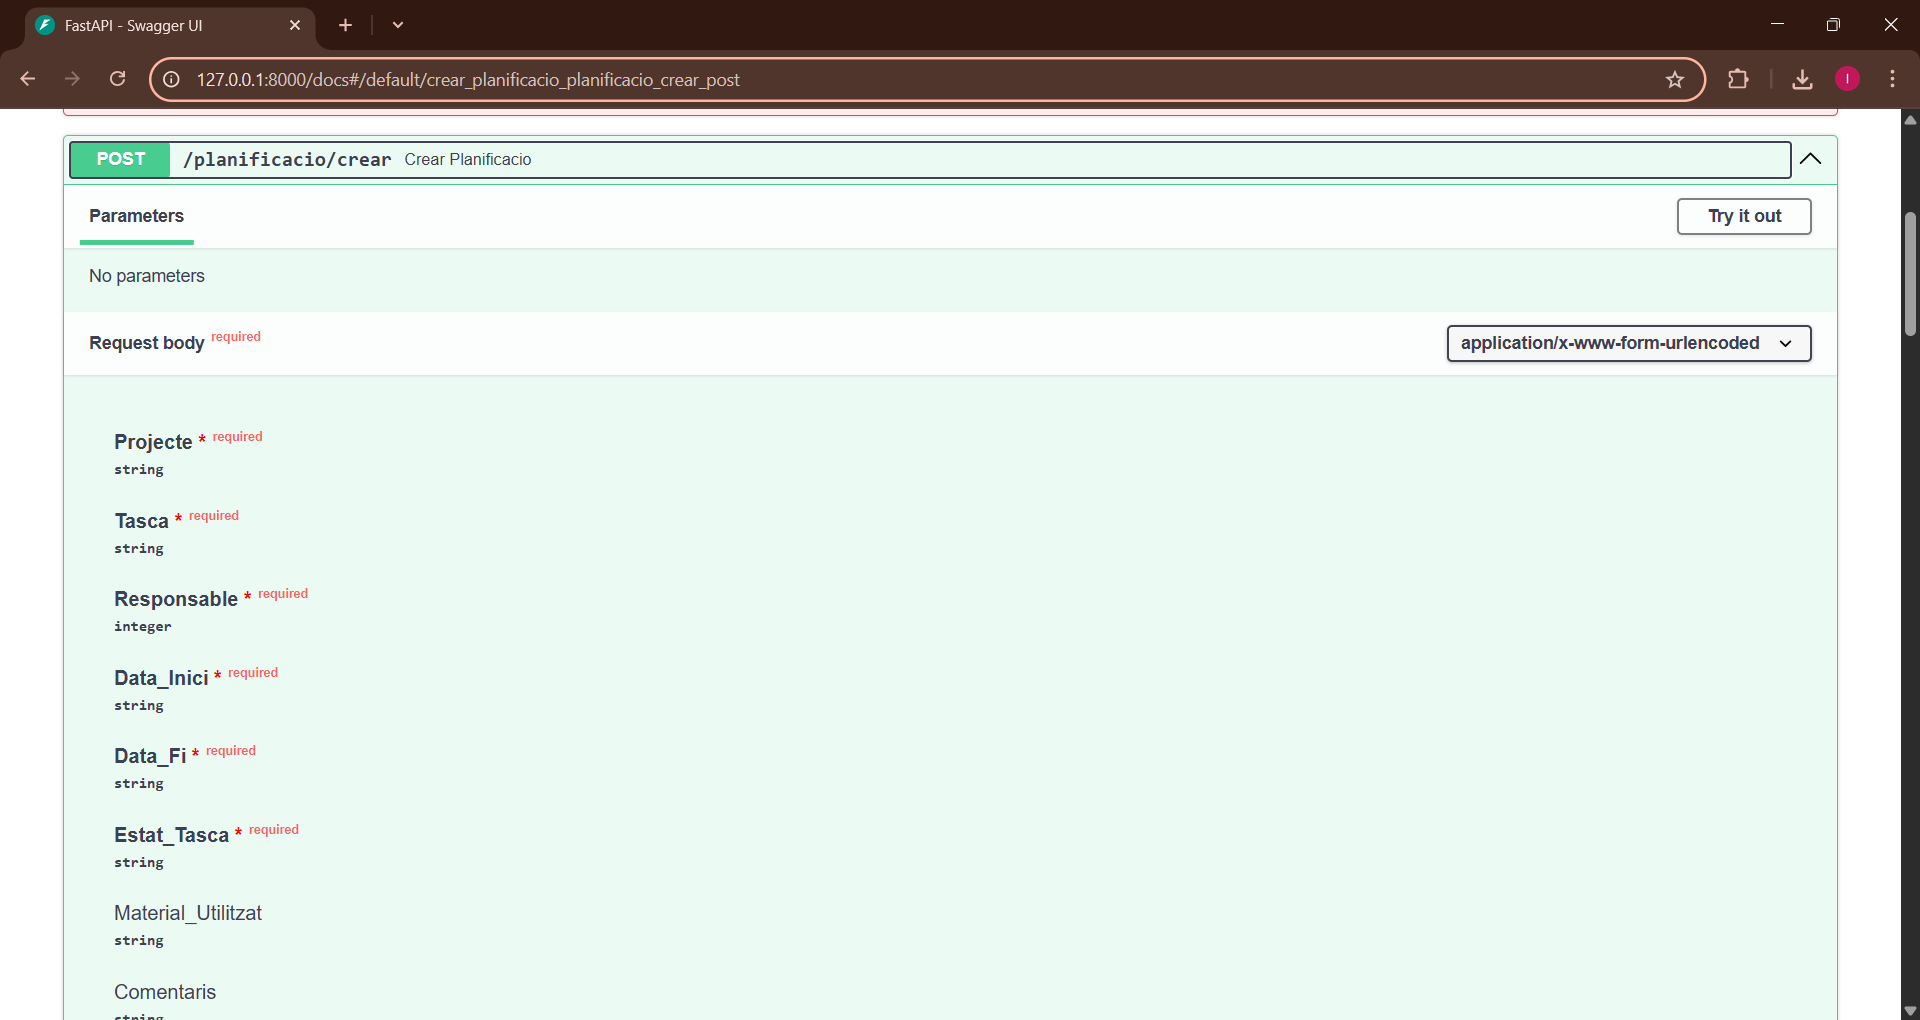 FastAPI - Swagger UI
127.0.0.1:8000/docs#/default/crear_planificacio_planificacio_crear_post
I
POST /planificacio/crear Crear Planificacio
Parameters
Try it out
No parameters
Request body required
application/x-www-form-urlencoded
Projecte * required
string
Tasca * required
string
Responsable * required
integer
Data_Inici * required
string
Data_Fi * required
string
Estat_Tasca * required
string
Material_Utilitzat
string
Comentaris
string